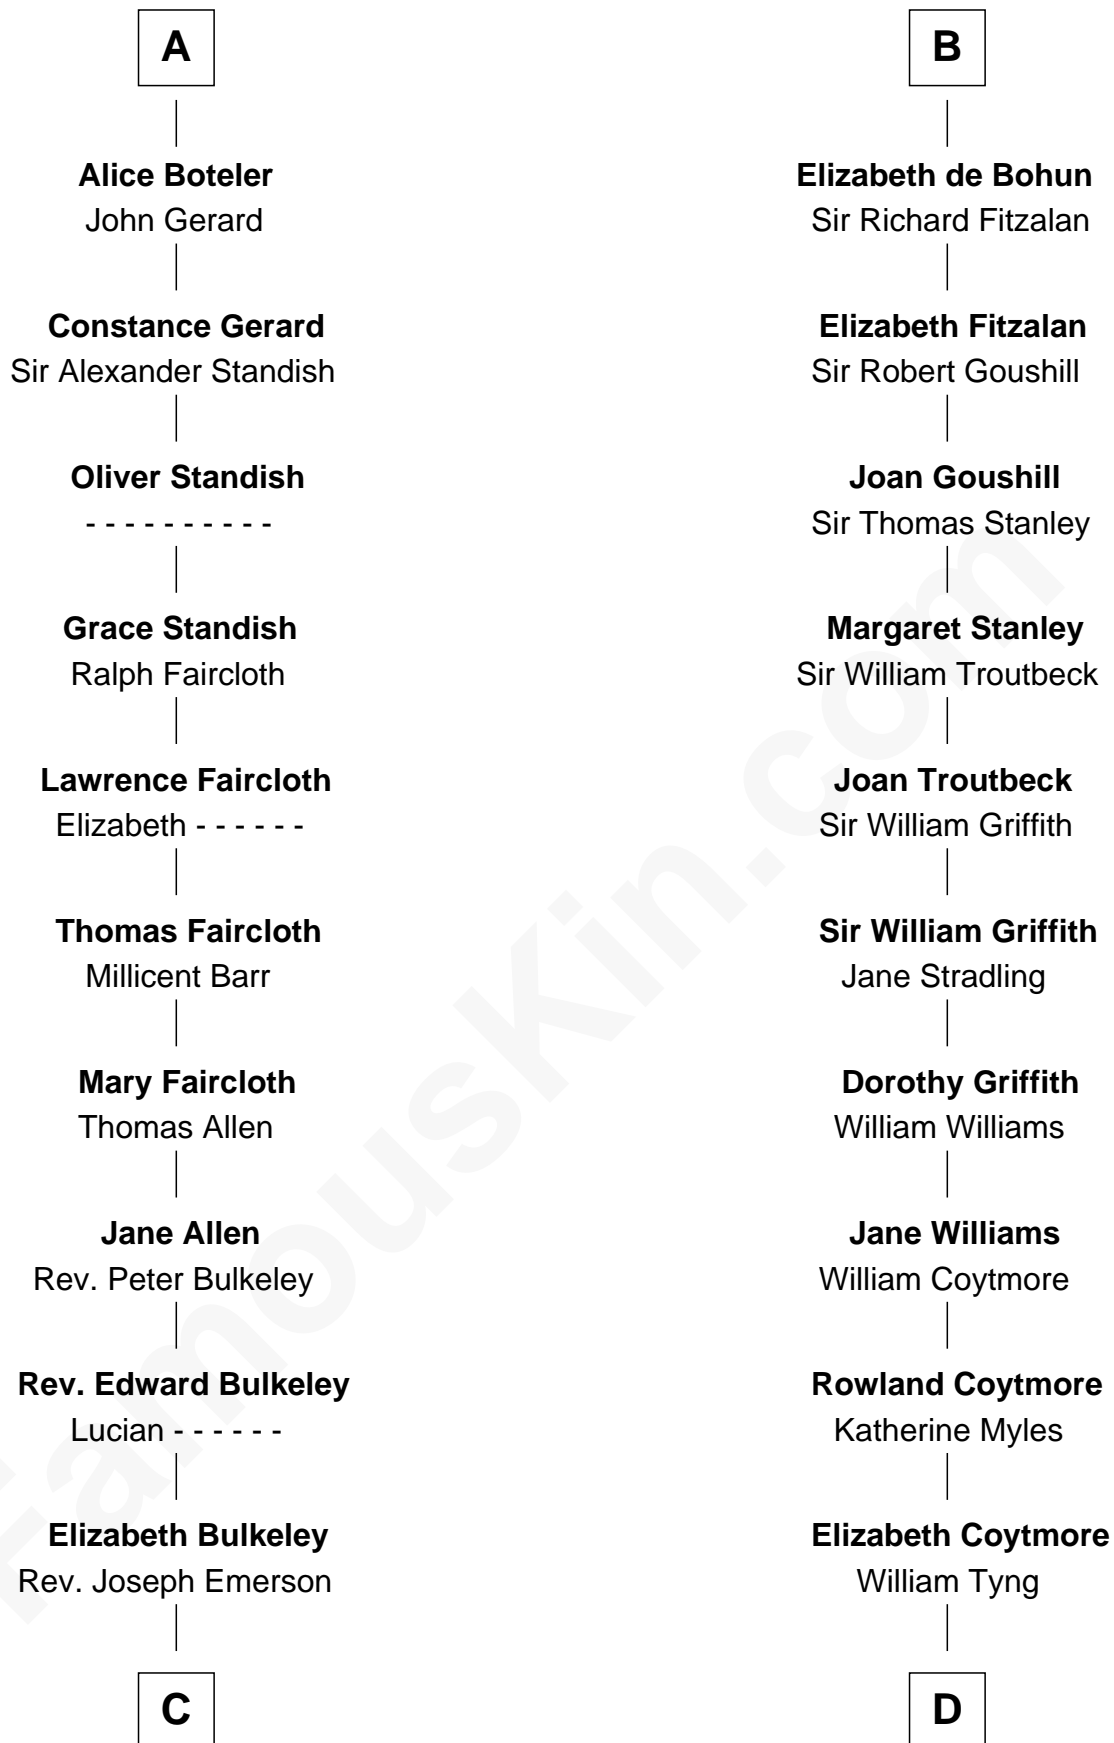 A
Alice Boteler
John Gerard
Constance Gerard
Sir Alexander Standish
Oliver Standish
- - - - - - - - - -
Grace Standish
Ralph Faircloth
Lawrence Faircloth
Elizabeth - - - - - -
Thomas Faircloth
Millicent Barr
Mary Faircloth
Thomas Allen
Jane Allen
Rev. Peter Bulkeley
Rev. Edward Bulkeley
Lucian - - - - - -
Elizabeth Bulkeley
Rev. Joseph Emerson
C
B
Elizabeth de Bohun
Sir Richard Fitzalan
Elizabeth Fitzalan
Sir Robert Goushill
Joan Goushill
Sir Thomas Stanley
Margaret Stanley
Sir William Troutbeck
Joan Troutbeck
Sir William Griffith
Sir William Griffith
Jane Stradling
Dorothy Griffith
William Williams
Jane Williams
William Coytmore
Rowland Coytmore
Katherine Myles
Elizabeth Coytmore
William Tyng
D
FamousKin.com